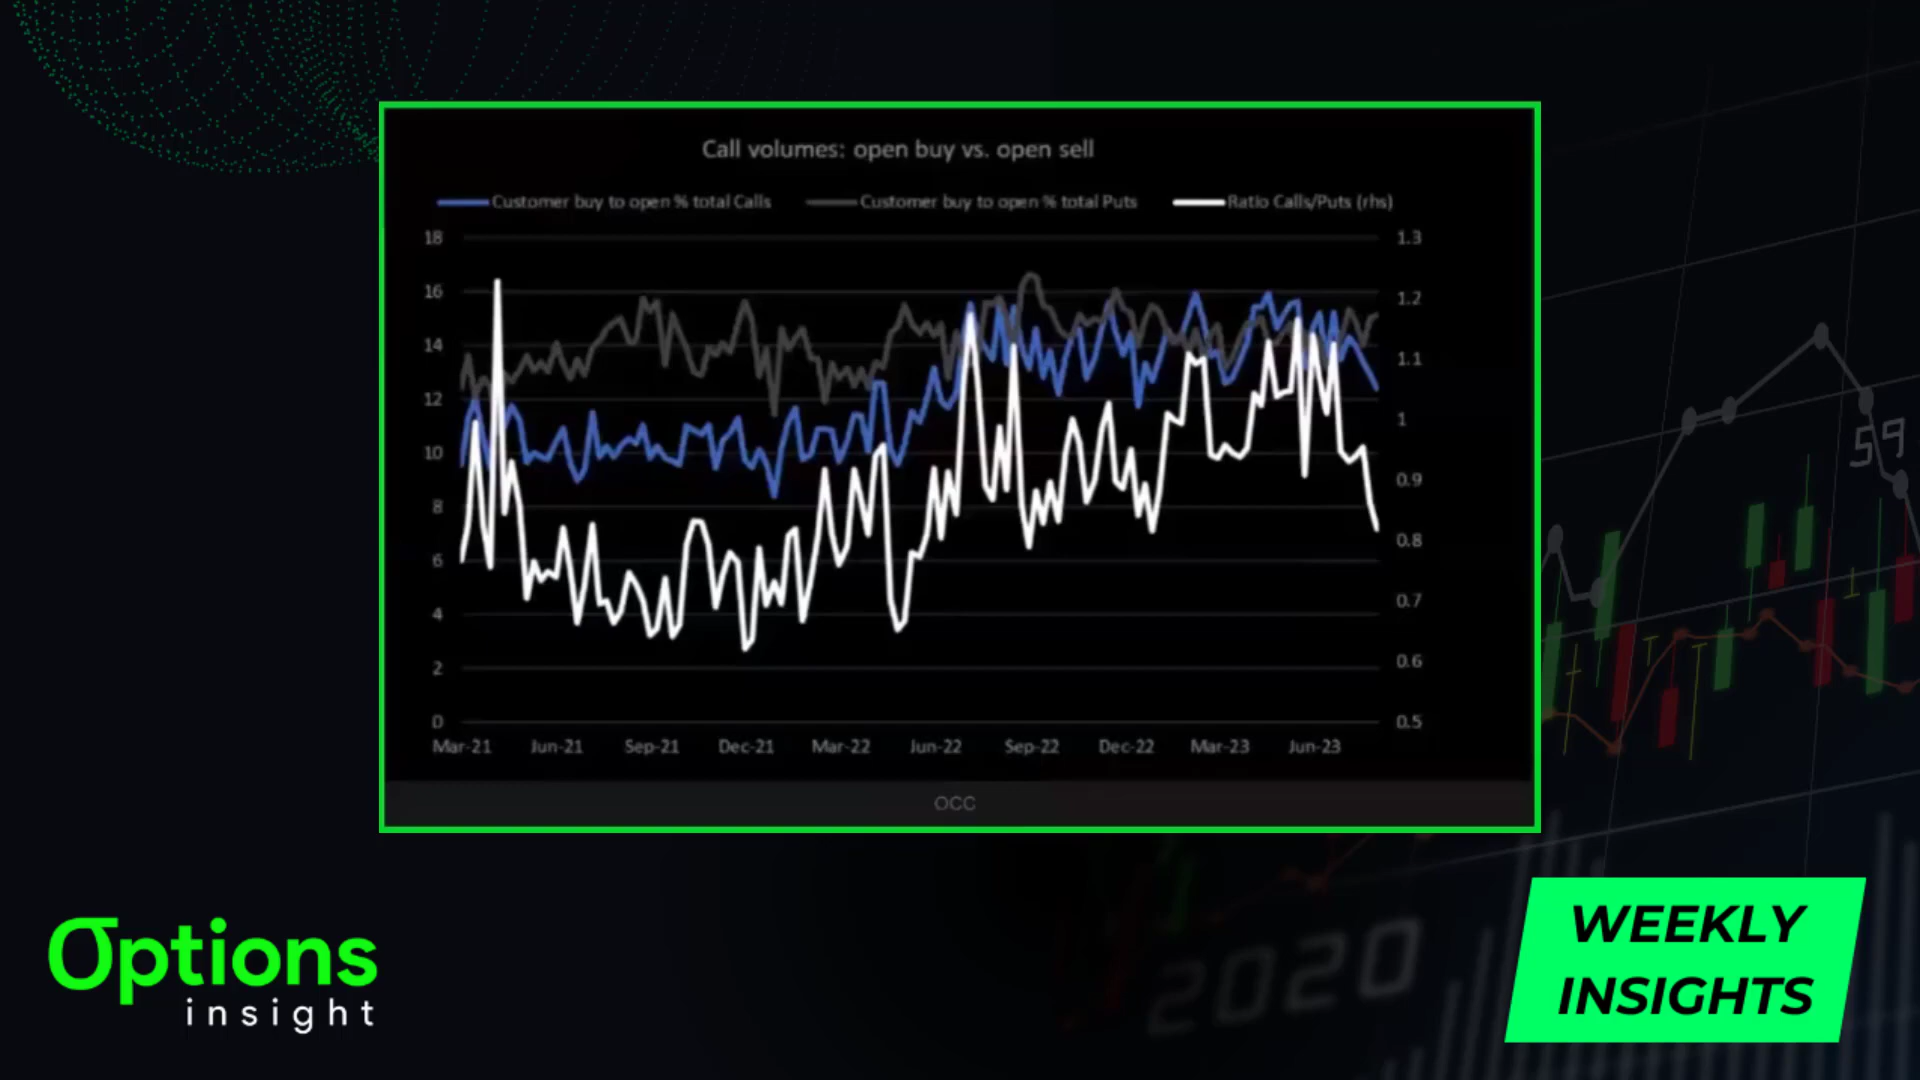 Call volumes: open buy vs. open sell
Customer buy to open % total Calls Customer buy to open % total Puts Ratio Calls/Puts (rhs)
18 1.3
16 1.2
14 1.1
12 1
10 0.9
8 0.8
6 0.7
4 0.6
2 0.5
0
Mar-21 Jun-21 Sep-21 Dec-21 Mar-22 Jun-22 Sep-22 Dec-22 Mar-23 Jun-23
OCC
59
2020
Options
insight
WEEKLY
INSIGHTS